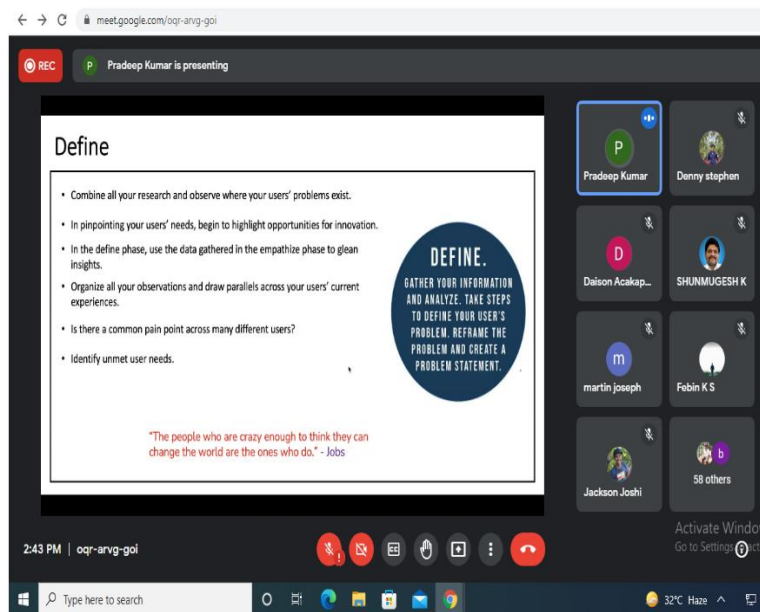 meet.google.com/oqr-arvg-goi
REC
P
Pradeep Kumar is presenting
Define
• Combine all your research and observe where your users' problems exist.
• In pinpointing your users' needs, begin to highlight opportunities for innovation.
• In the define phase, use the data gathered in the empathize phase to glean
insights.
• Organize all your observations and draw parallels across your users' current
experiences.
• Is there a common pain point across many different users?
• Identify unmet user needs.
DEFINE.
GATHER YOUR INFORMATION
AND ANALYZE. TAKE STEPS
TO DEFINE YOUR USER'S
PROBLEM. REFRAME THE
PROBLEM AND CREATE A
PROBLEM STATEMENT.
"The people who are crazy enough to think they can
change the world are the ones who do." - Jobs
P
Pradeep Kumar
Denny stephen
D
Daison Acakap...
SHUNMUGESH K
m
martin joseph
Febin K S
Jackson Joshi
b
58 others
Activate Windo
Go to Settings
2:43 PM | oqr-arvg-goi
Type here to search
32°C Haze